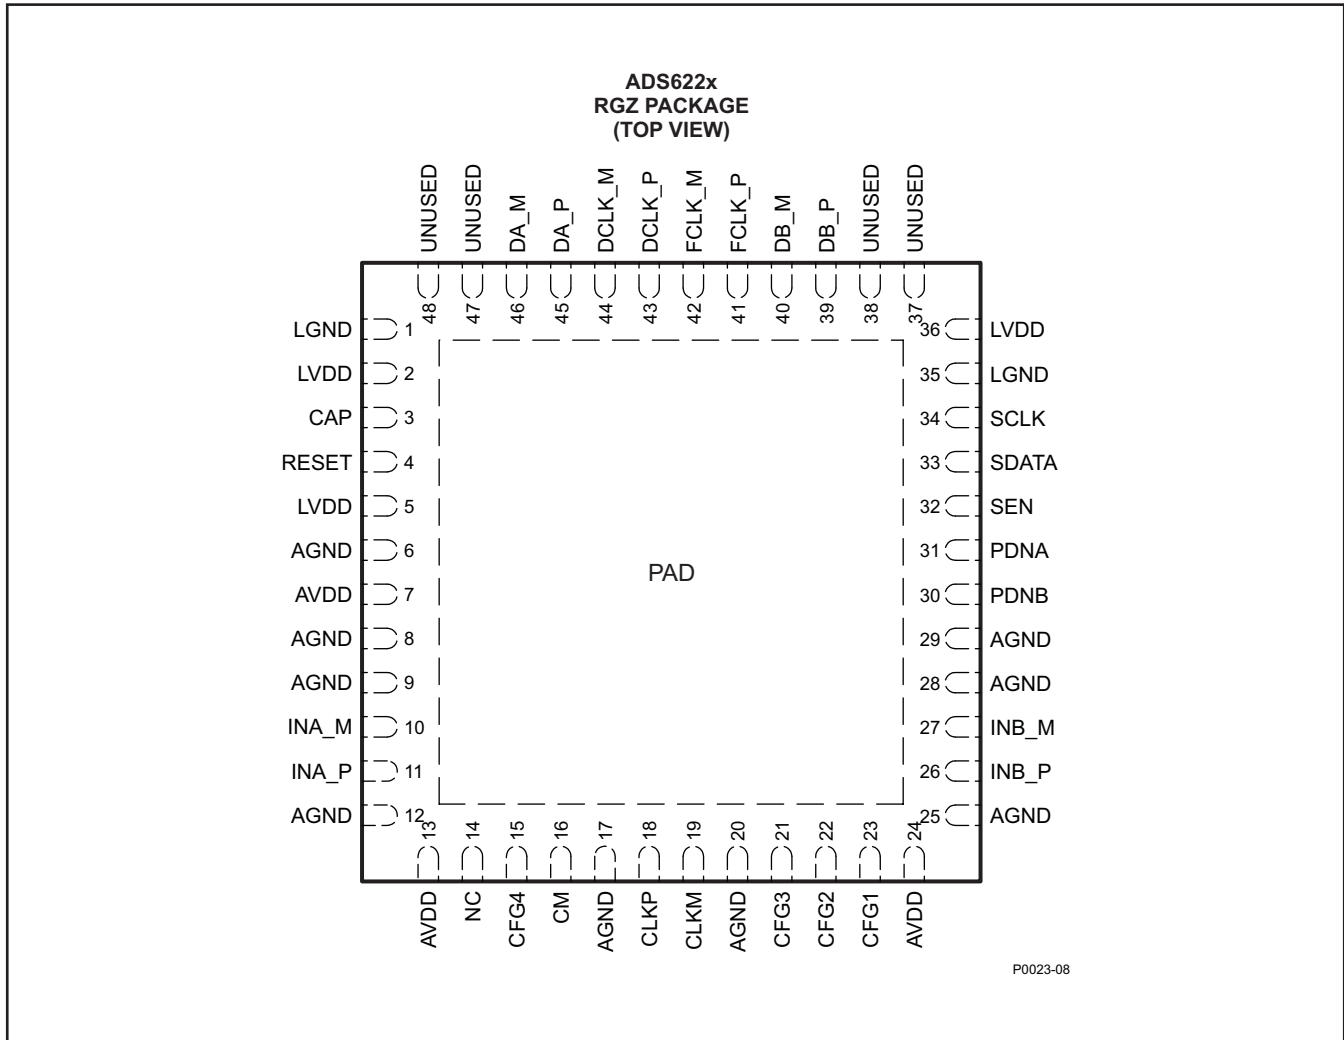 ADS622x
RGZ PACKAGE
(TOP VIEW)
UNUSED
UNUSED
DA_M
DA_P
DCLK_M
DCLK_P
FCLK_M
FCLK_P
DB_M
DB_P
UNUSED
UNUSED
48
47
46
45
44
43
42
41
40
39
38
37
LGND 1
LVDD 2
CAP 3
RESET 4
LVDD 5
AGND 6
AVDD 7
AGND 8
AGND 9
INA_M 10
INA_P 11
AGND 12
PAD
36 LVDD
35 LGND
34 SCLK
33 SDATA
32 SEN
31 PDNA
30 PDNB
29 AGND
28 AGND
27 INB_M
26 INB_P
25 AGND
13
14
15
16
17
18
19
20
21
22
23
24
AVDD
NC
CFG4
CM
AGND
CLKP
CLKM
AGND
CFG3
CFG2
CFG1
AVDD
P0023-08